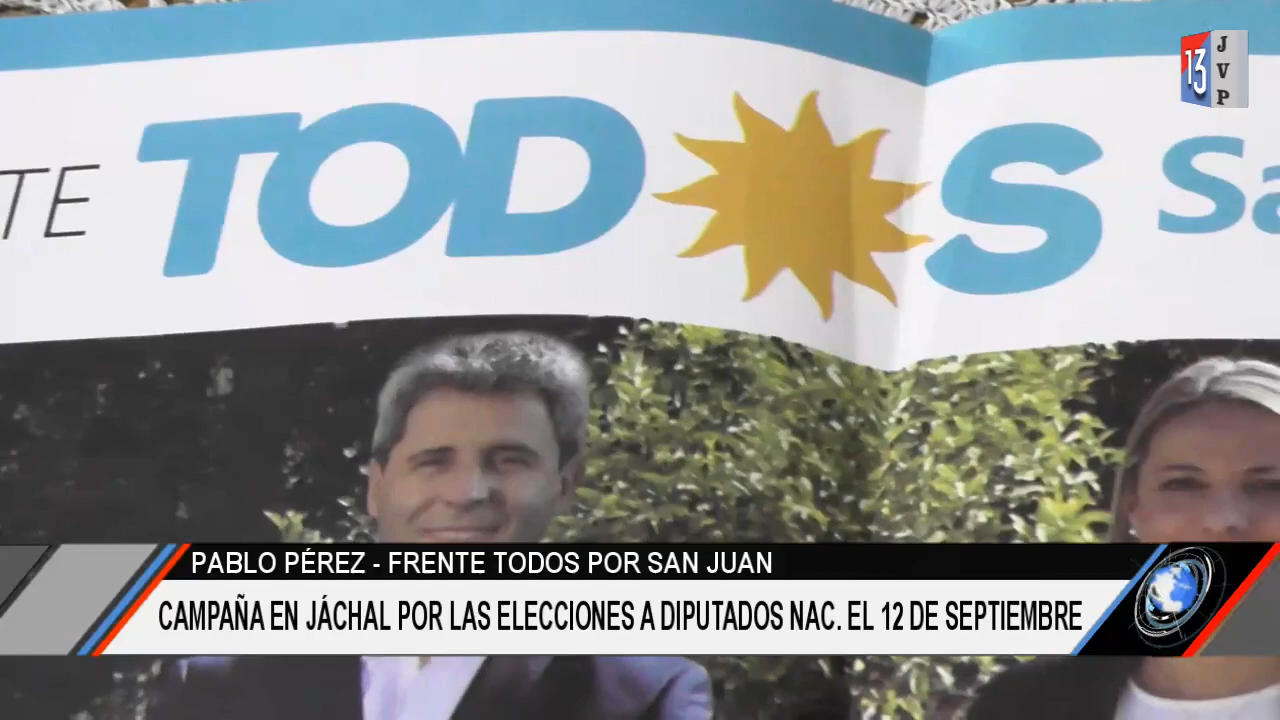 TE TODOS Sa
13 JVP
PABLO PÉREZ - FRENTE TODOS POR SAN JUAN
CAMPAÑA EN JÁCHAL POR LAS ELECCIONES A DIPUTADOS NAC. EL 12 DE SEPTIEMBRE